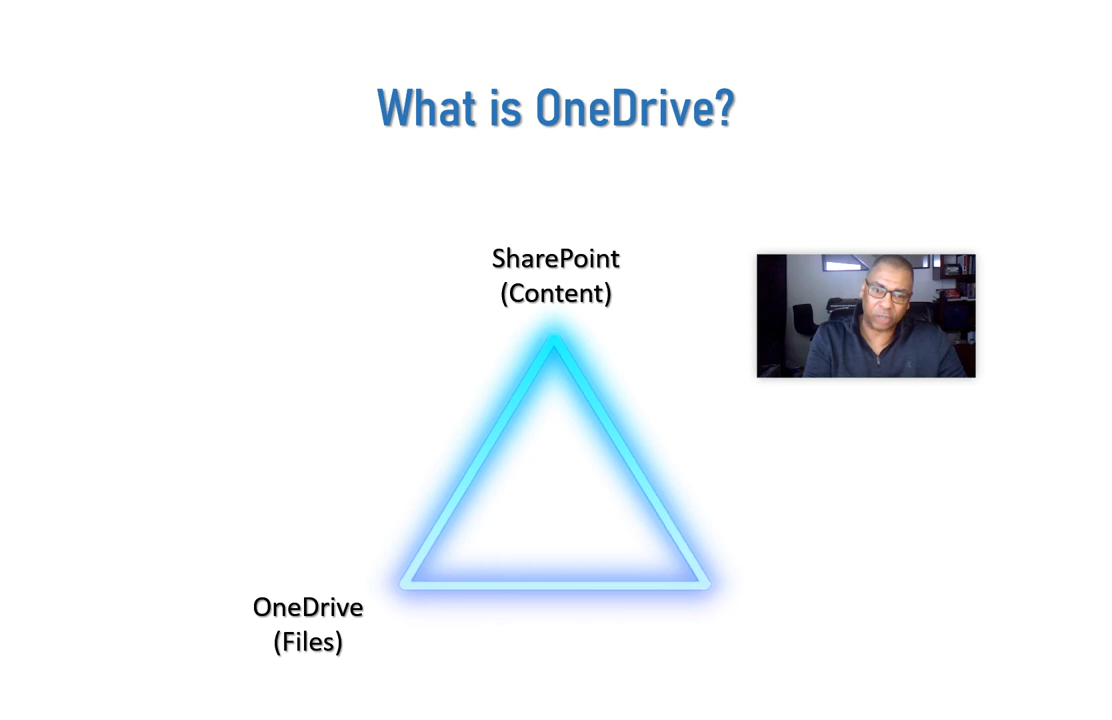 What is OneDrive?
SharePoint
(Content)
OneDrive
(Files)